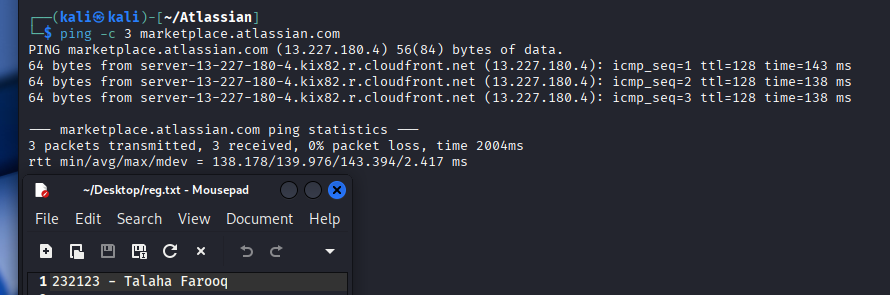 ┌──(kali㉿kali)-[~/Atlassian]
└─$ ping -c 3 marketplace.atlassian.com
PING marketplace.atlassian.com (13.227.180.4) 56(84) bytes of data.
64 bytes from server-13-227-180-4.kix82.r.cloudfront.net (13.227.180.4): icmp_seq=1 ttl=128 time=143 ms
64 bytes from server-13-227-180-4.kix82.r.cloudfront.net (13.227.180.4): icmp_seq=2 ttl=128 time=138 ms
64 bytes from server-13-227-180-4.kix82.r.cloudfront.net (13.227.180.4): icmp_seq=3 ttl=128 time=138 ms
--- marketplace.atlassian.com ping statistics ---
3 packets transmitted, 3 received, 0% packet loss, time 2004ms
rtt min/avg/max/mdev = 138.178/139.976/143.394/2.417 ms
~/Desktop/reg.txt - Mousepad
File Edit Search View Document Help
1 232123 - Talaha Farooq